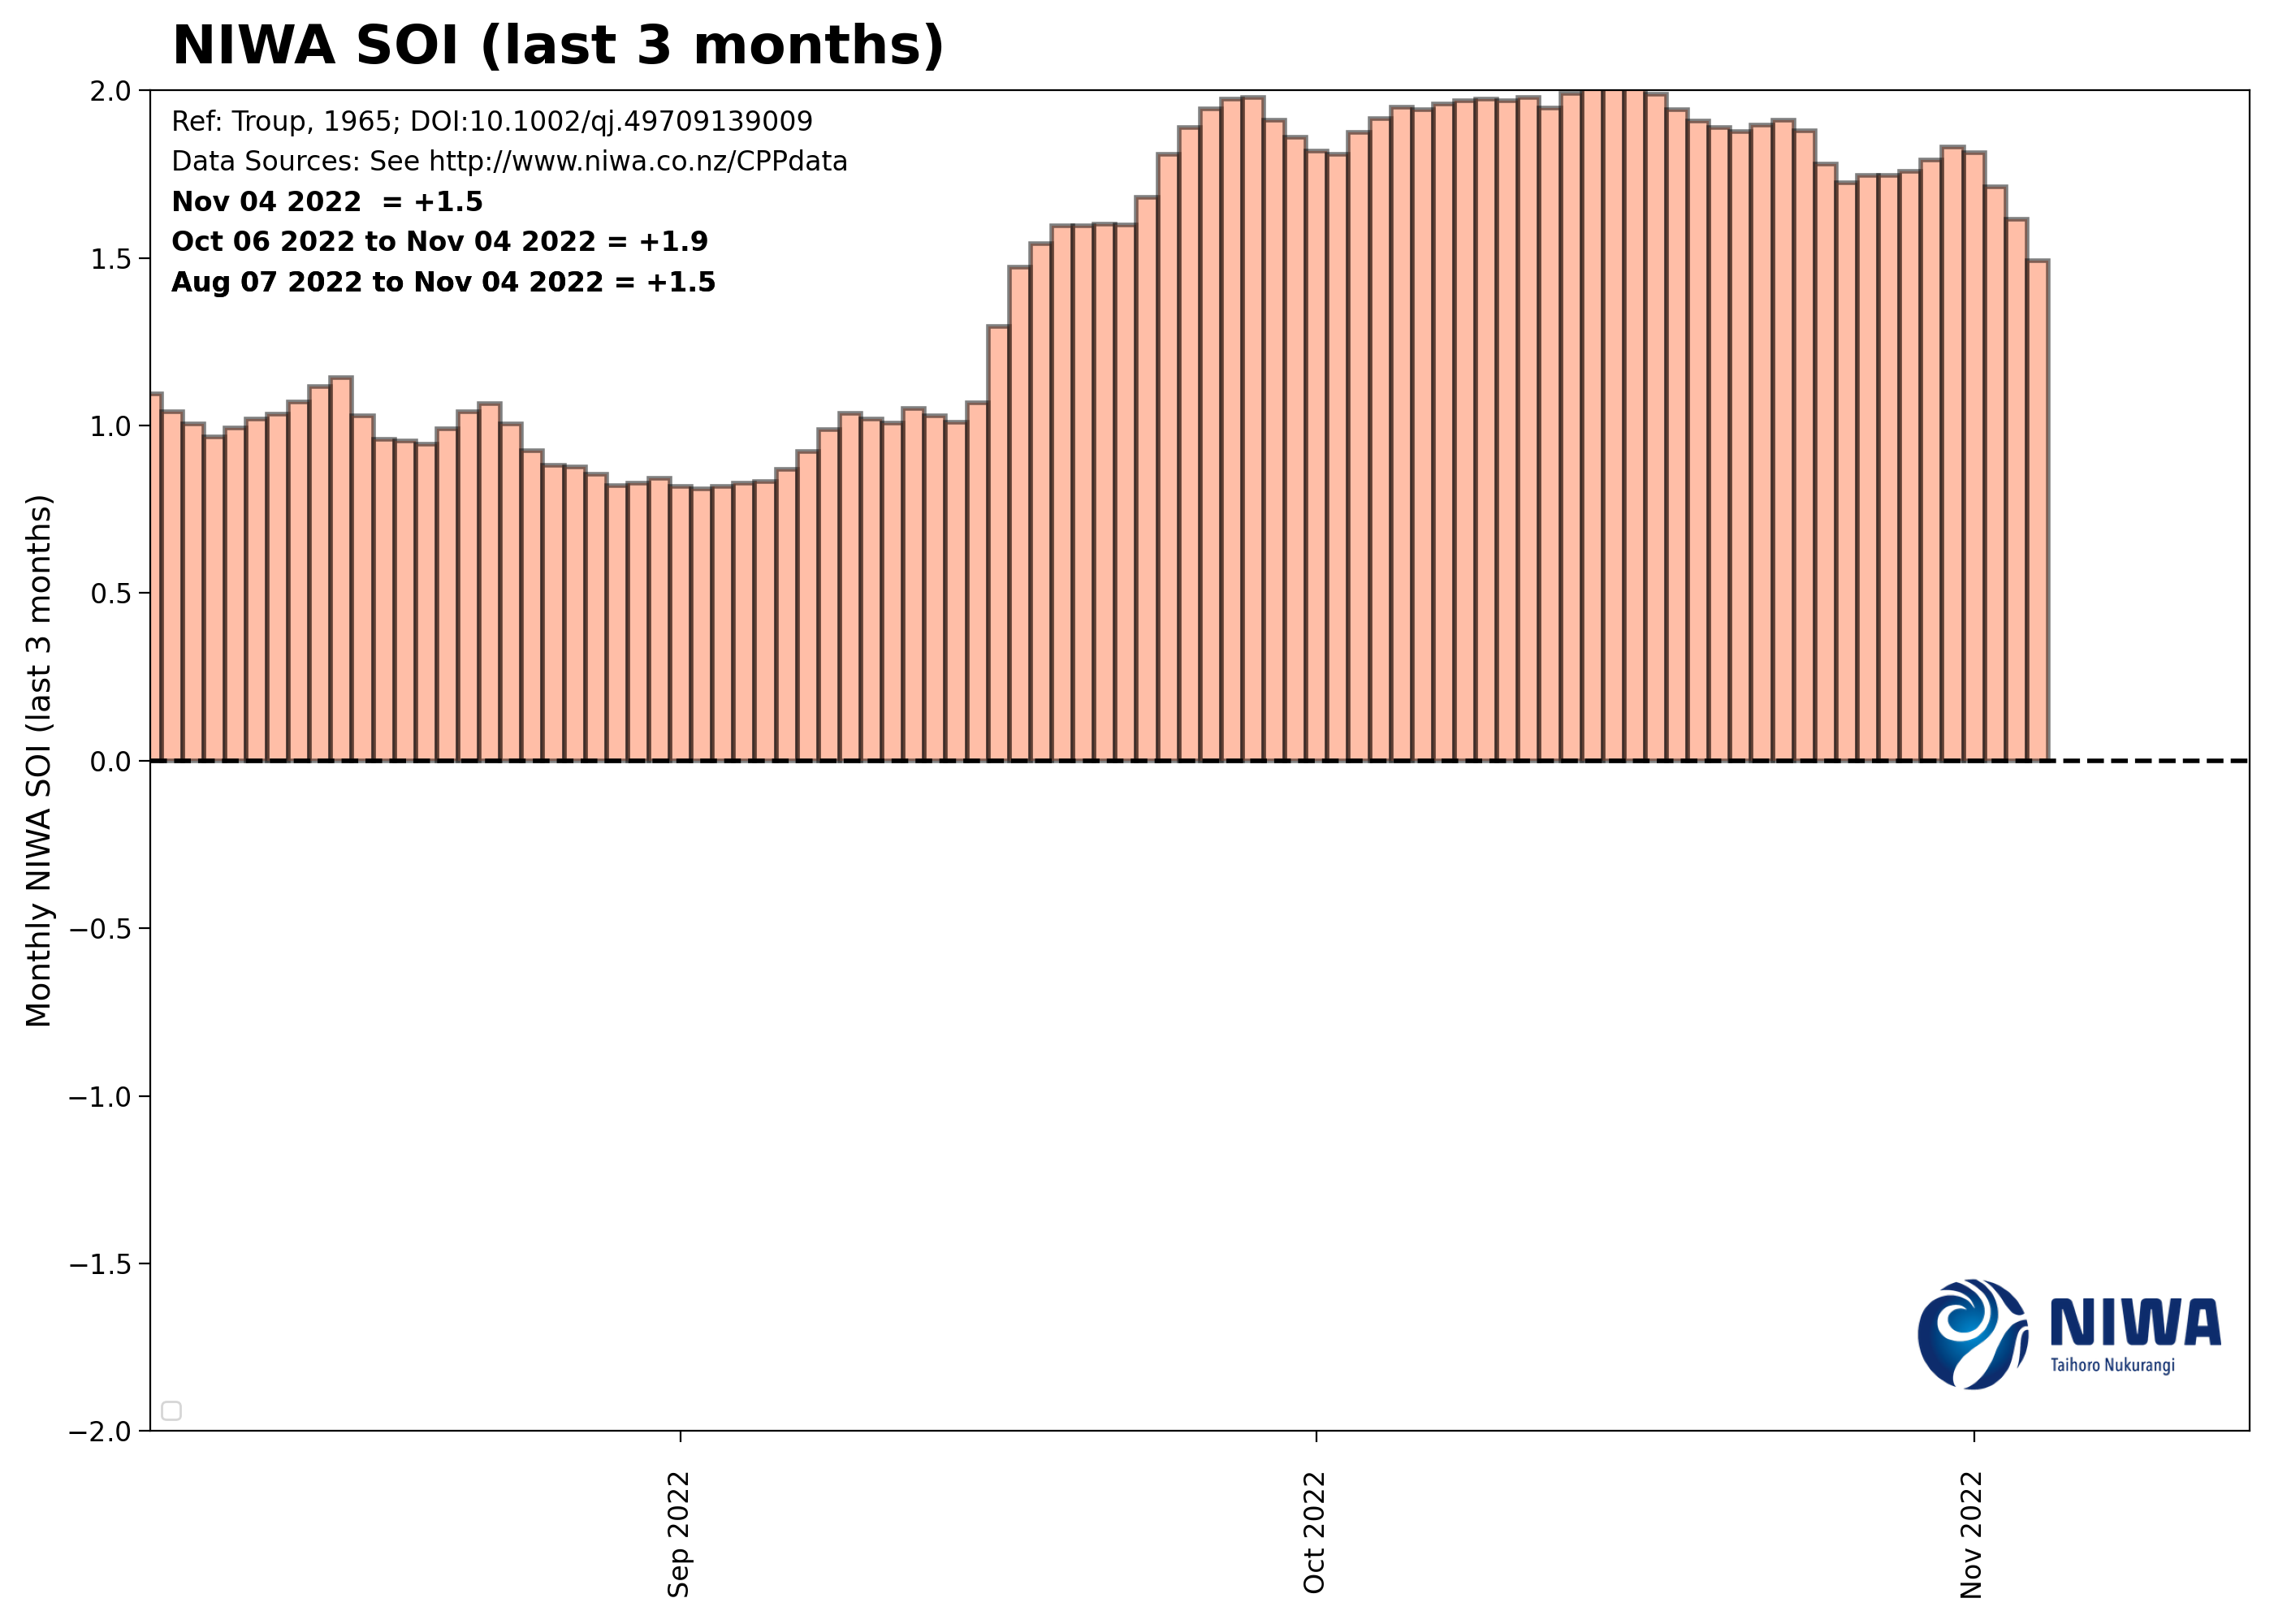 NIWA SOI (last 3 months)
2.0
Ref: Troup, 1965; DOI:10.1002/qj.49709139009
Data Sources: See http://www.niwa.co.nz/CPPdata
Nov 04 2022  = +1.5
Oct 06 2022 to Nov 04 2022 = +1.9
1.5
Aug 07 2022 to Nov 04 2022 = +1.5
1.0
0.5
0.0
−0.5
−1.0
−1.5
−2.0
Monthly NIWA SOI (last 3 months)
NIWA
Taihoro Nukurangi
Sep 2022
Oct 2022
Nov 2022